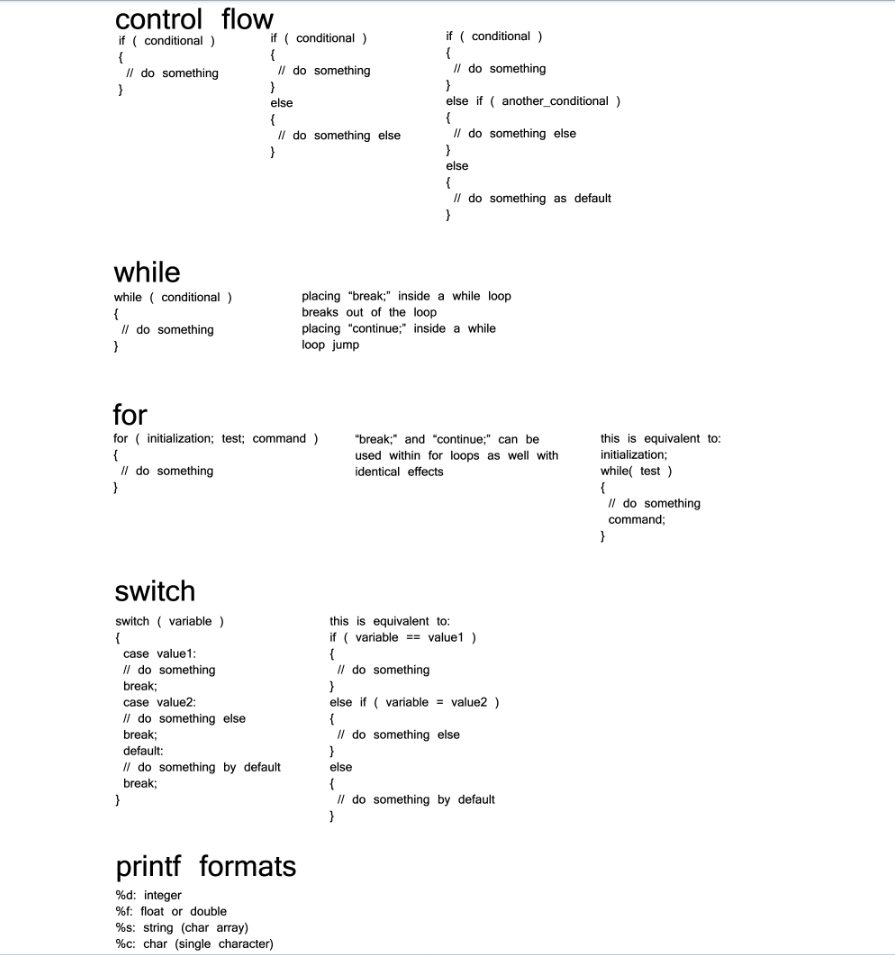 control flow
if ( conditional )
{
// do something
}
if ( conditional )
{
// do something
}
else
{
// do something else
}
if ( conditional )
{
// do something
}
else if ( another_conditional )
{
// do something else
}
else
{
// do something as default
}
while
while ( conditional )
{
// do something
}
placing “break;” inside a while loop
breaks out of the loop
placing “continue;” inside a while
loop jump
for
for ( initialization; test; command )
{
// do something
}
“break;” and “continue;” can be
used within for loops as well with
identical effects
this is equivalent to:
initialization;
while( test )
{
// do something
command;
}
switch
switch ( variable )
{
case value1:
// do something
break;
case value2:
// do something else
break;
default:
// do something by default
break;
}
this is equivalent to:
if ( variable == value1 )
{
// do something
}
else if ( variable = value2 )
{
// do something else
}
else
{
// do something by default
}
printf formats
%d: integer
%f: float or double
%s: string (char array)
%c: char (single character)